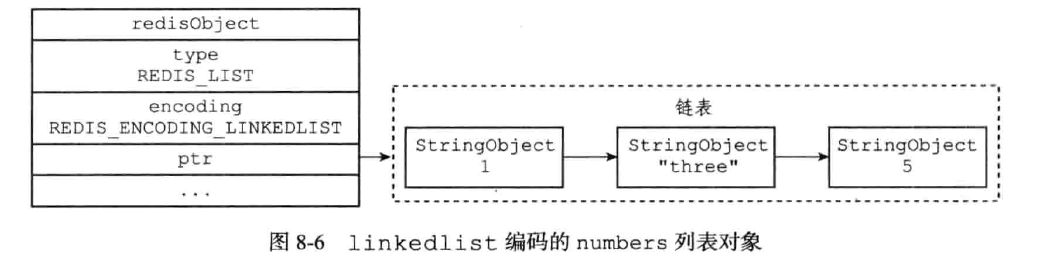 redisObject
type
REDIS_LIST
encoding
REDIS_ENCODING_LINKEDLIST
ptr
...
链表
StringObject
1
StringObject
"three"
StringObject
5
图 8-6 linkedlist 编码的 numbers 列表对象